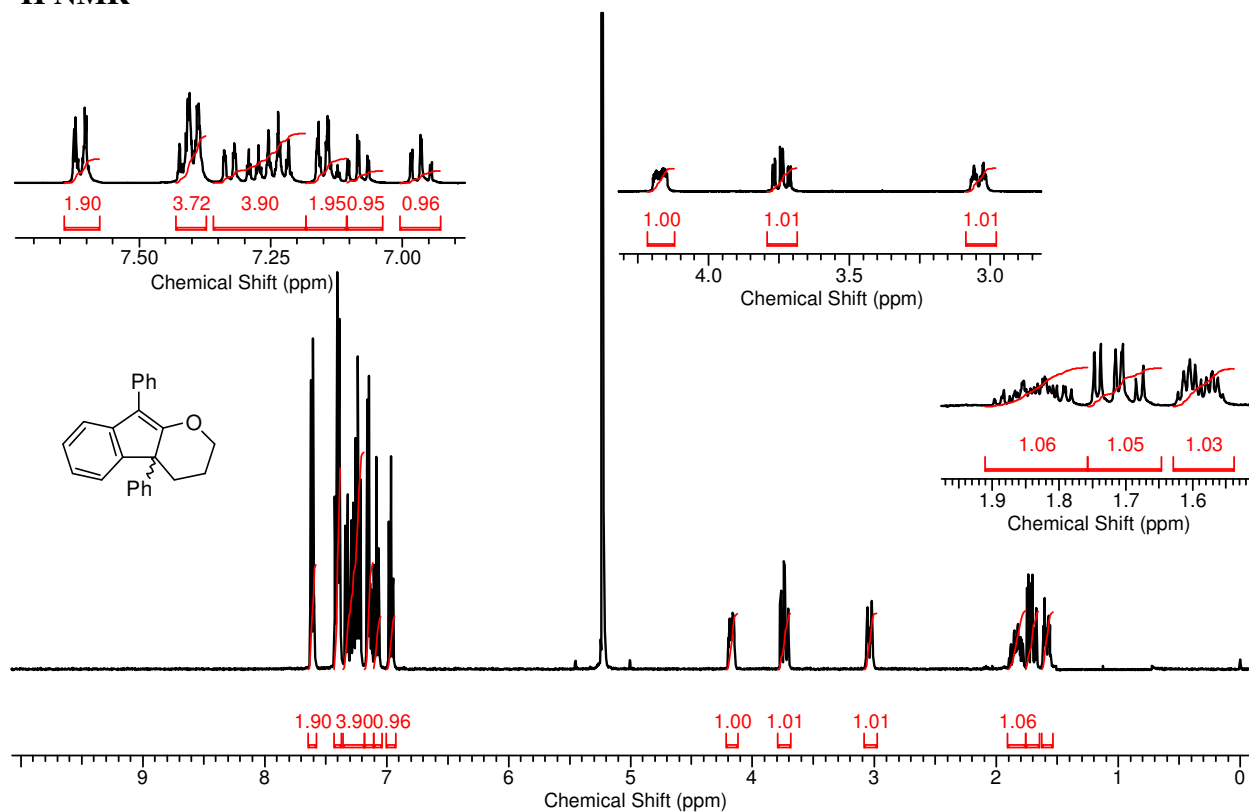 H NMR
1.90 3.72 3.90 1.95 0.95 0.96
7.50 7.25 7.00
Chemical Shift (ppm)
1.00 1.01 1.01
4.0 3.5 3.0
Chemical Shift (ppm)
1.06 1.05 1.03
1.9 1.8 1.7 1.6
Chemical Shift (ppm)
Ph
O
Ph
1.90 3.90 0.96 1.00 1.01 1.01 1.06
9 8 7 6 5 4 3 2 1 0
Chemical Shift (ppm)